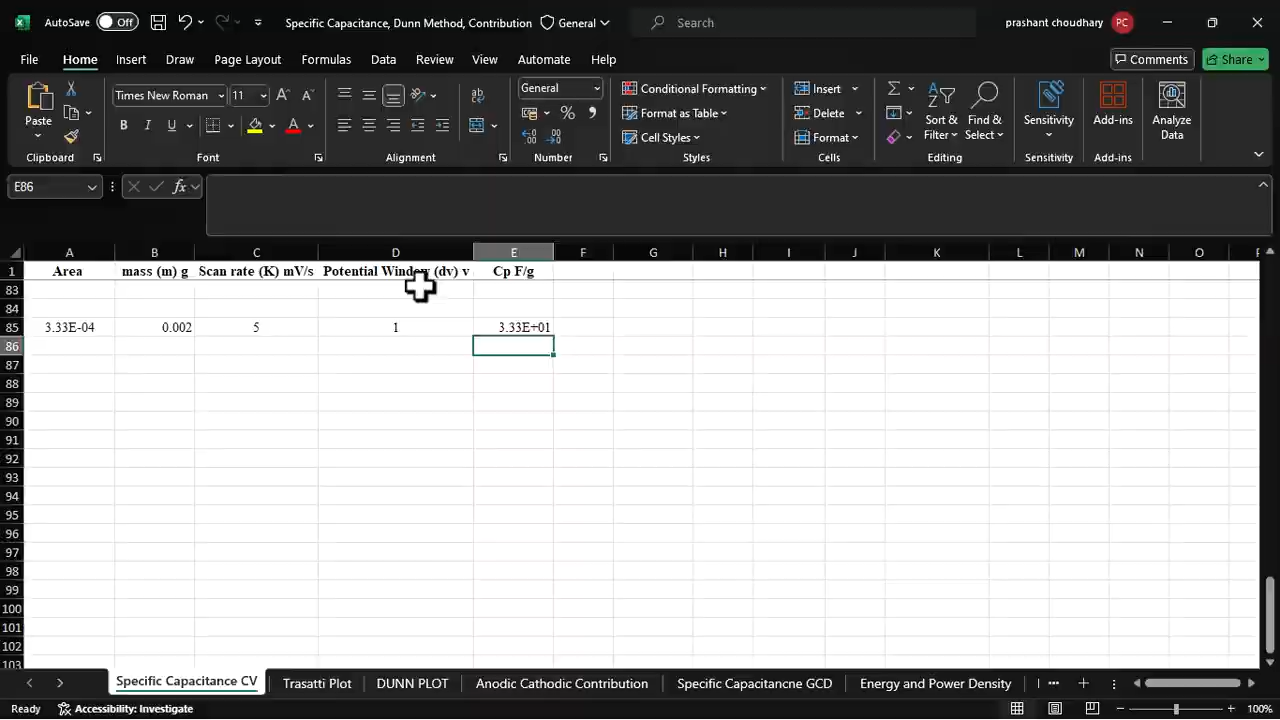 AutoSave Off Specific Capacitance, Dunn Method, Contribution General Search prashant choudhary PC
File Home Insert Draw Page Layout Formulas Data Review View Automate Help Comments Share
Paste
Clipboard
Times New Roman 11
B I U
Font
Alignment
General
Number
Conditional Formatting
Format as Table
Cell Styles
Styles
Insert
Delete
Format
Cells
Sort & Filter
Find & Select
Editing
Sensitivity
Sensitivity
Add-ins
Add-ins
Analyze Data
E86 fx
A B C D E F G H I J K L M N O
1 Area mass (m) g Scan rate (K) mV/s Potential Window (dv) v Cp F/g
83
84
85 3.33E-04 0.002 5 1 3.33E+01
86
87
88
89
90
91
92
93
94
95
96
97
98
99
100
101
102
103
Specific Capacitance CV Trasatti Plot DUNN PLOT Anodic Cathodic Contribution Specific Capacitancne GCD Energy and Power Density
Ready Accessibility: Investigate 100%